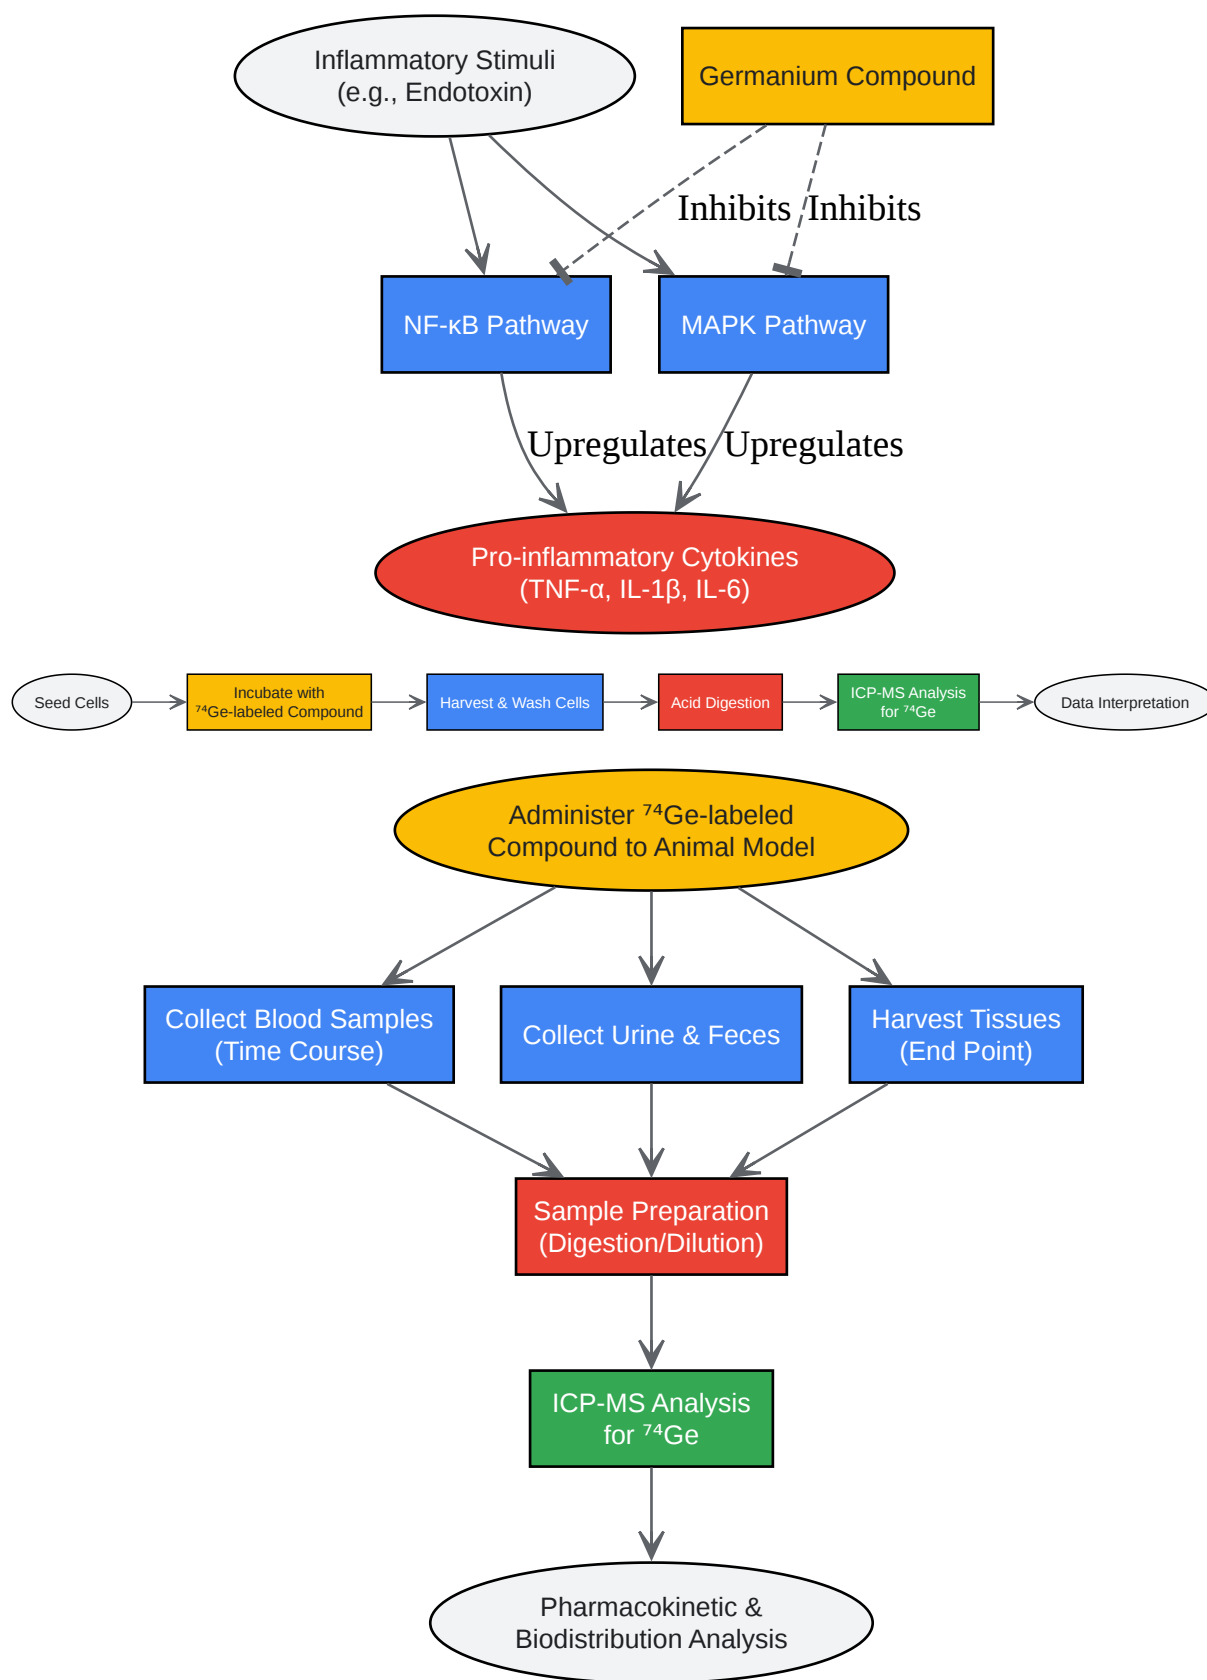 Inflammatory Stimuli
(e.g., Endotoxin)
Germanium Compound
Inhibits
Inhibits
NF-κB Pathway
MAPK Pathway
Upregulates
Upregulates
Pro-inflammatory Cytokines
(TNF-α, IL-1β, IL-6)
Seed Cells
Incubate with
⁷⁴Ge-labeled Compound
Harvest & Wash Cells
Acid Digestion
ICP-MS Analysis
for ⁷⁴Ge
Data Interpretation
Administer ⁷⁴Ge-labeled
Compound to Animal Model
Collect Blood Samples
(Time Course)
Collect Urine & Feces
Harvest Tissues
(End Point)
Sample Preparation
(Digestion/Dilution)
ICP-MS Analysis
for ⁷⁴Ge
Pharmacokinetic &
Biodistribution Analysis